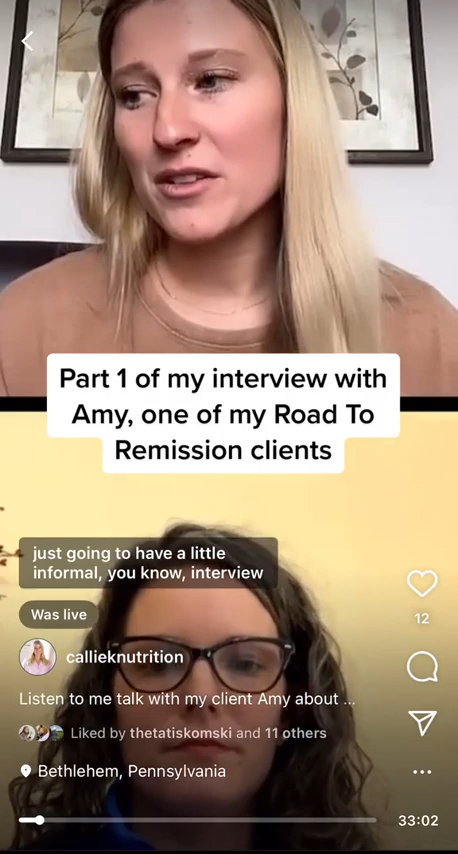 Part 1 of my interview with
Amy, one of my Road To
Remission clients
just going to have a little
informal, you know, interview
Was live
callieknutrition
Listen to me talk with my client Amy about ...
Liked by thetatiskomski and 11 others
Bethlehem, Pennsylvania
12
33:02